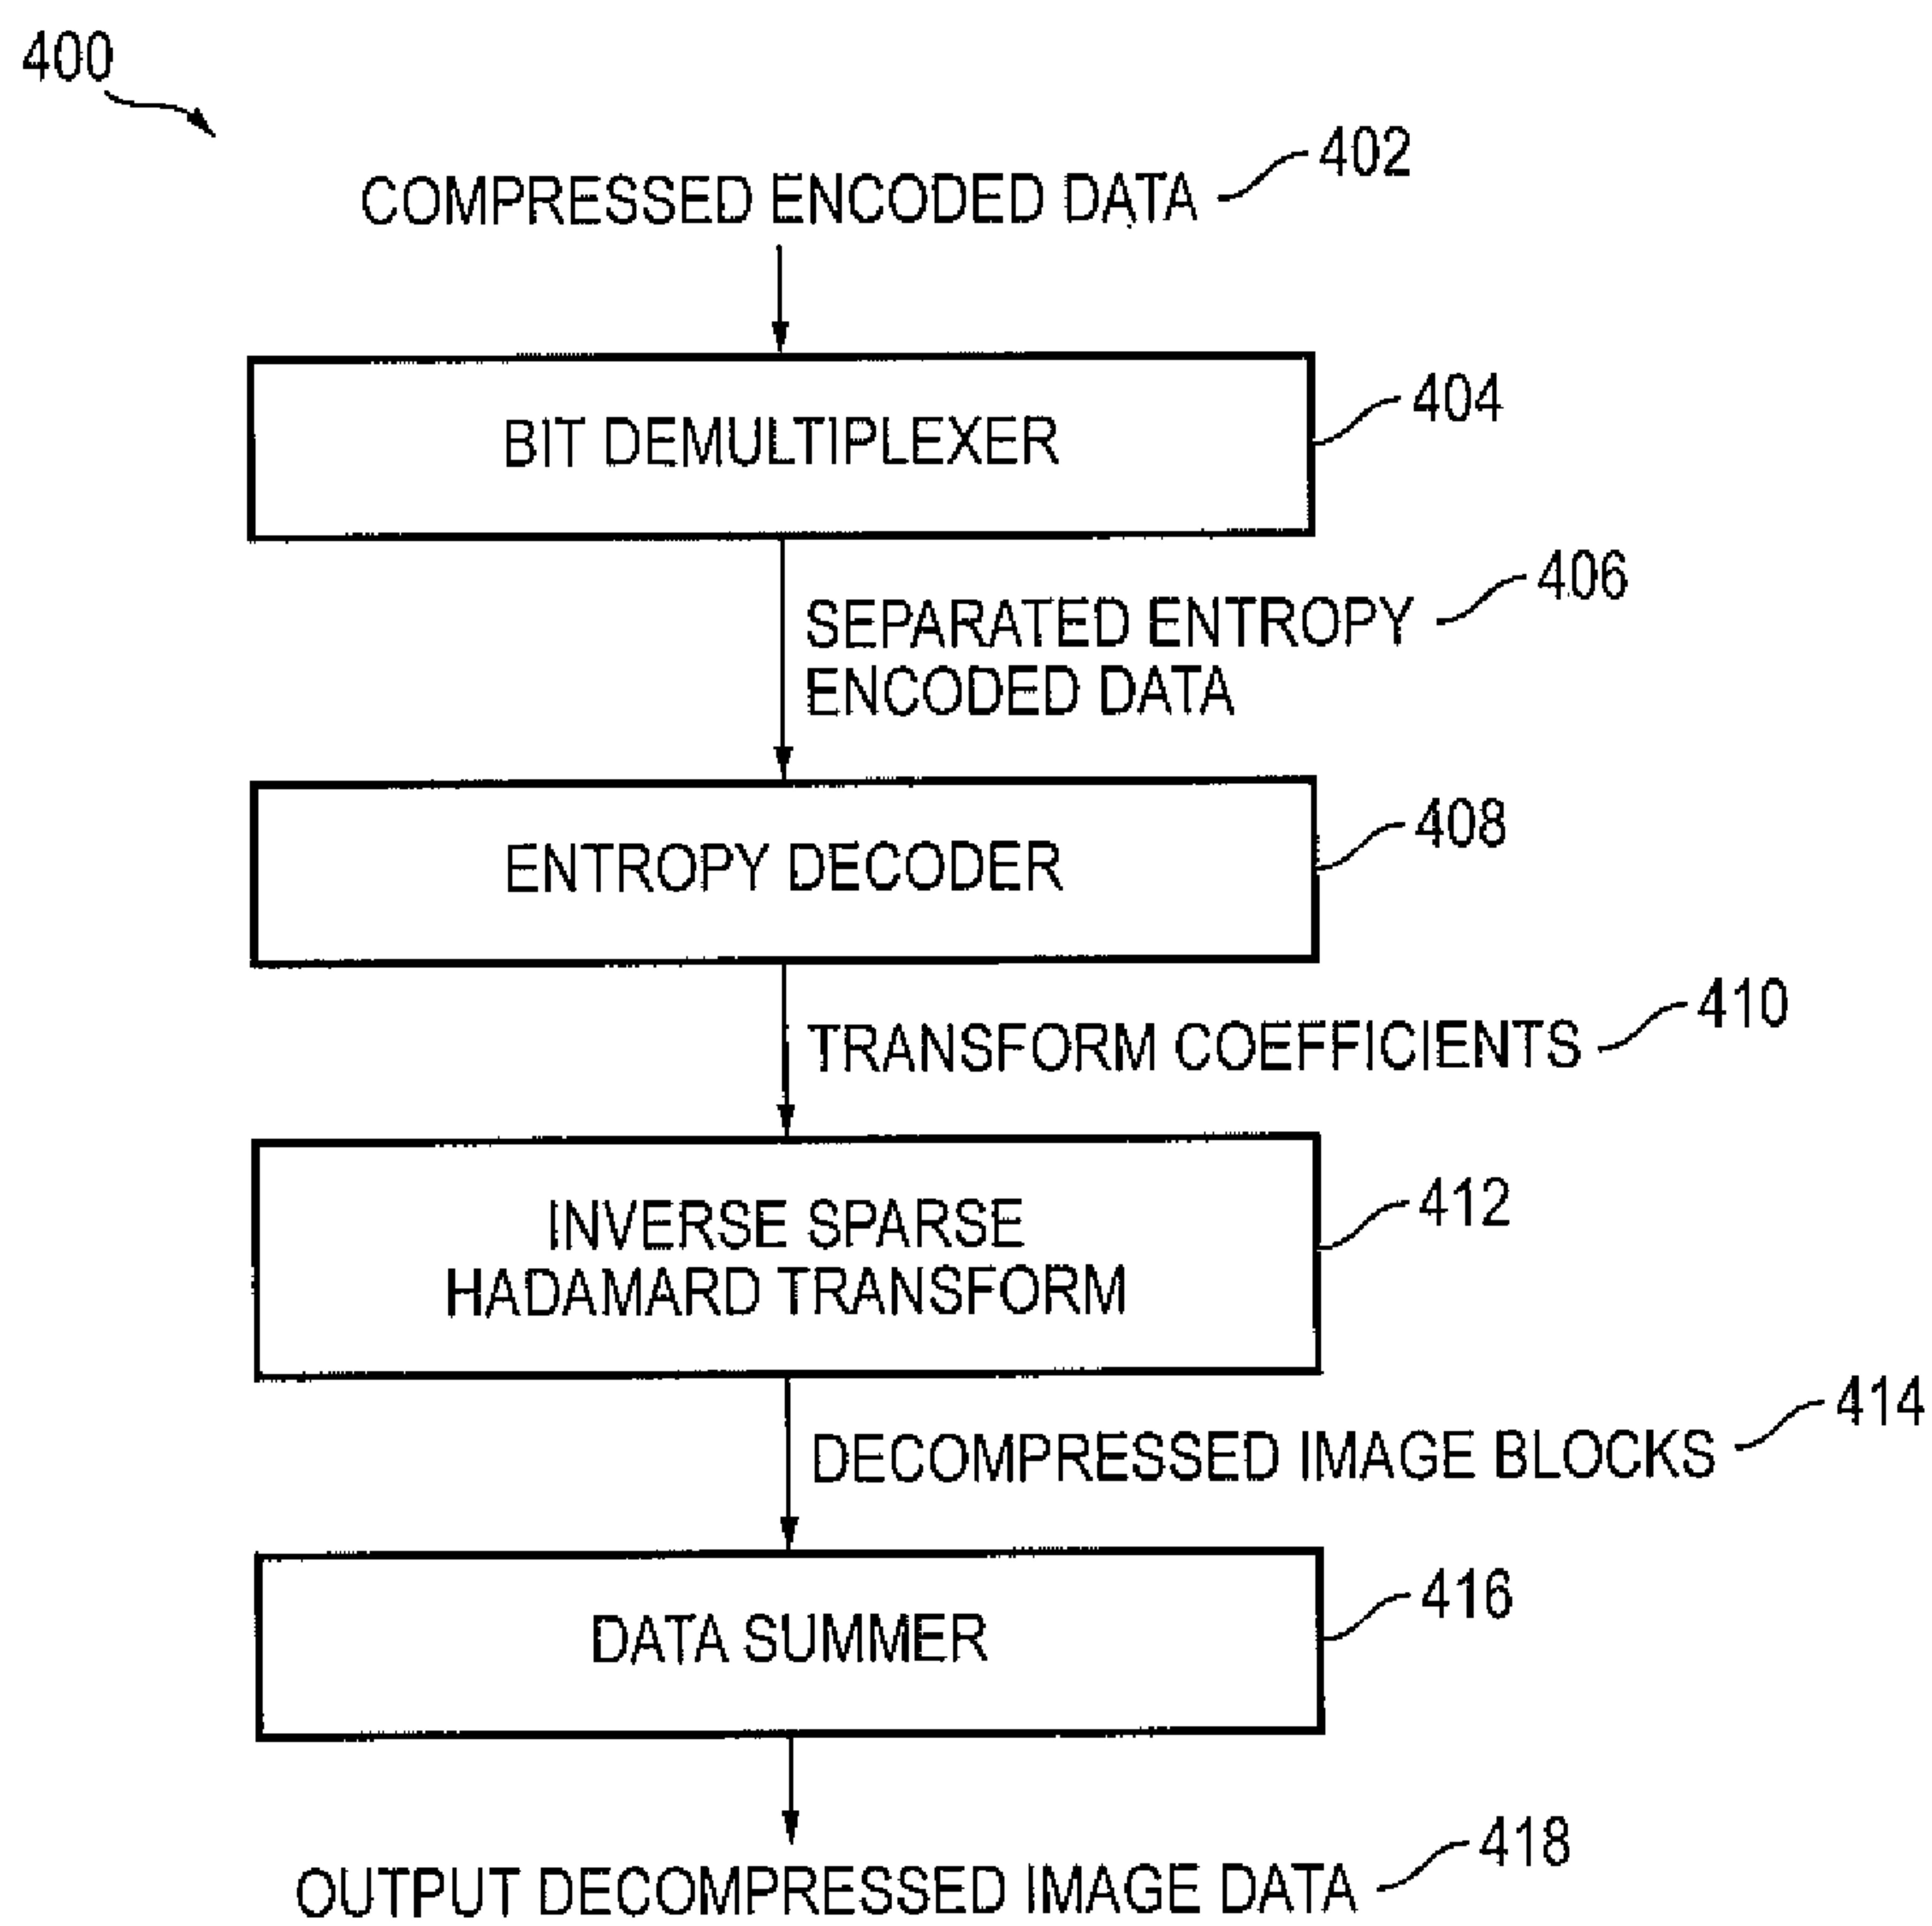 400
COMPRESSED ENCODED DATA 402
BIT DEMULTIPLEXER 404
SEPARATED ENTROPY 406
ENCODED DATA
ENTROPY DECODER 408
TRANSFORM COEFFICIENTS 410
INVERSE SPARSE 412
HADAMARD TRANSFORM
DECOMPRESSED IMAGE BLOCKS 414
DATA SUMMER 416
OUTPUT DECOMPRESSED IMAGE DATA 418